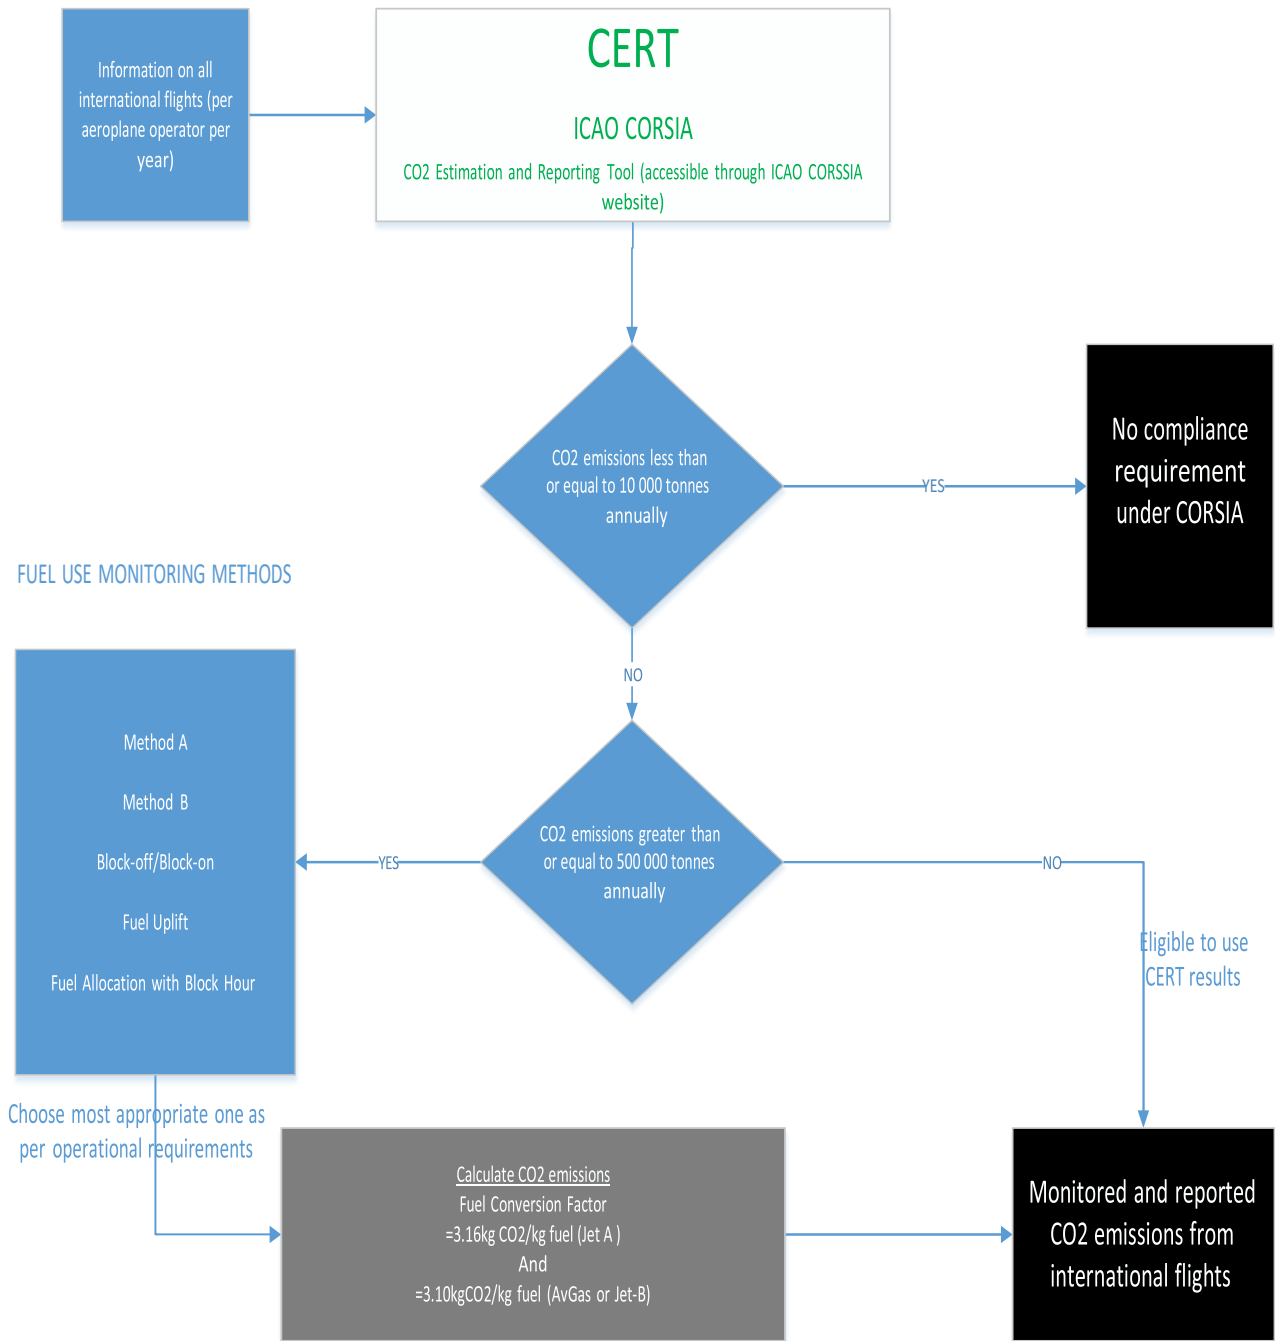 Information on all
international flights (per
aeroplane operator per
year)
CERT
ICAO CORSIA
CO2 Estimation and Reporting Tool (accessible through ICAO CORSSIA
website)
CO2 emissions less than
or equal to 10 000 tonnes
annually
YES
No compliance
requirement
under CORSIA
NO
FUEL USE MONITORING METHODS
Method A
Method B
Block-off/Block-on
Fuel Uplift
Fuel Allocation with Block Hour
YES
CO2 emissions greater than
or equal to 500 000 tonnes
annually
NO
Eligible to use
CERT results
Choose most appropriate one as
per operational requirements
Calculate CO2 emissions
Fuel Conversion Factor
=3.16kg CO2/kg fuel (Jet A )
And
=3.10kgCO2/kg fuel (AvGas or Jet-B)
Monitored and reported
CO2 emissions from
international flights